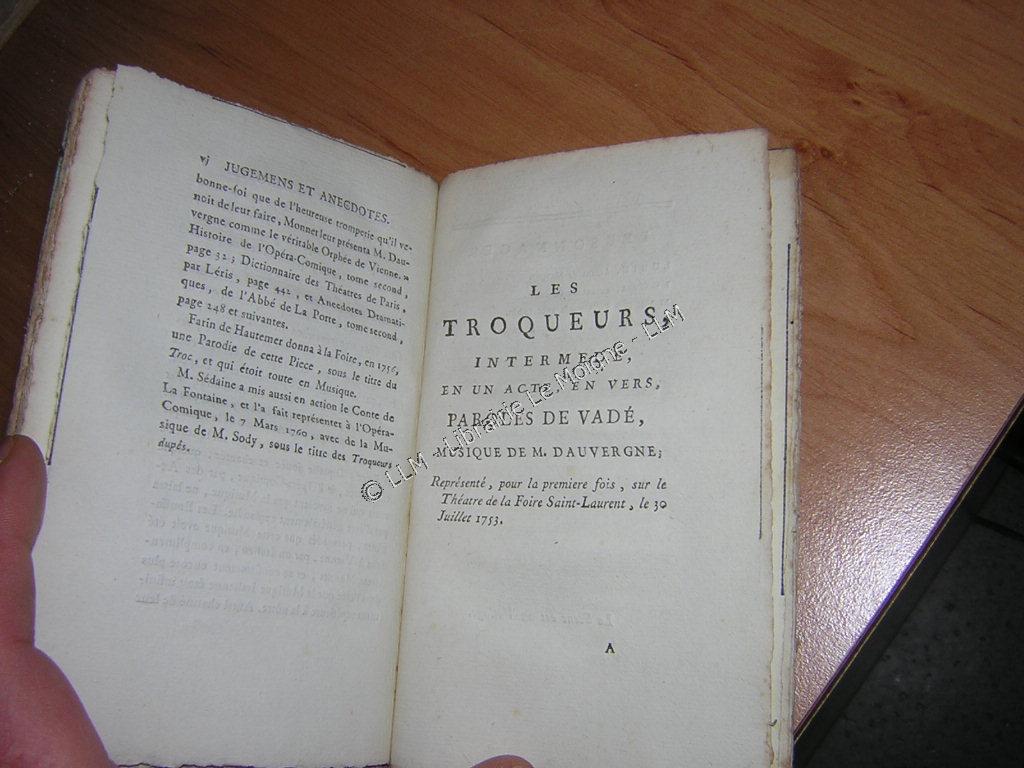 vj JUGEMENS ET ANECDOTES.
bonne-foi que de l'heureuse tromperie qu'il ve-
noit de leur faire, Monnet leur présenta M. Dau-
vergne comme le véritable Orphée de Vienne. »
Histoire de l'Opéra-Comique, tome second,
page 32; Dictionnaire des Théatres de Paris,
par Léris, page 442, et Anecdotes Dramati-
ques, de l'Abbé de La Porte, tome second,
page 248 et suivantes.
Farin de Hautemer donna à la Foire, en 1756,
une Parodie de cette Piece, sous le titre du
Troc, et qui étoit toute en Musique.
M. Sédaine a mis aussi en action le Conte de
La Fontaine, et l'a fait représenter à l'Opéra-
Comique, le 7 Mars 1760, avec de la Mu-
sique de M. Sody, sous le titre des Troqueurs
dupés.
LES
TROQUEURS,
INTERMEDE,
EN UN ACTE, EN VERS,
PAROLES DE VADÉ,
MUSIQUE DE M. DAUVERGNE;
Représenté, pour la premiere fois, sur le
Théatre de la Foire Saint-Laurent, le 30
Juillet 1753.
A
© LLM - Librairie Le Moigne - LLM